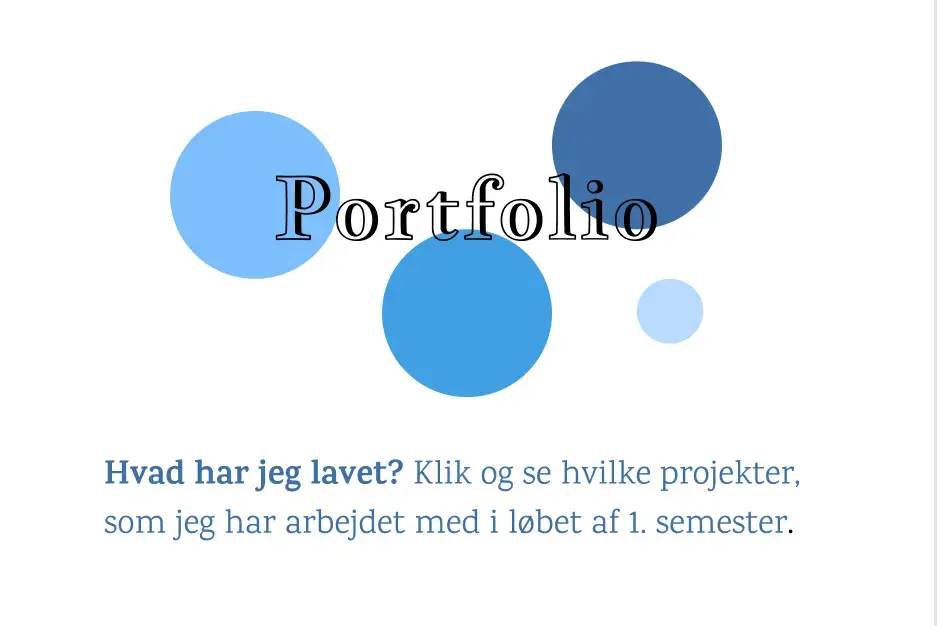 Portfolio
Hvad har jeg lavet? Klik og se hvilke projekter,
som jeg har arbejdet med i løbet af 1. semester.